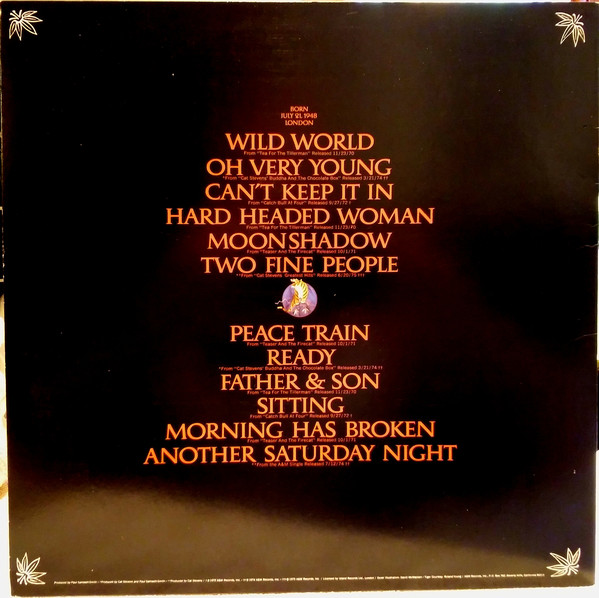 BORN
JULY 21, 1948
LONDON
WILD WORLD
From "Tea For The Tillerman" Released 11/23/70
OH VERY YOUNG
*From "Cat Stevens' Buddha And The Chocolate Box" Released 3/21/74 ††
CAN'T KEEP IT IN
From "Catch Bull At Four" Released 9/27/72 †
HARD HEADED WOMAN
From "Tea For The Tillerman" Released 11/23/70
MOONSHADOW
From "Teaser And The Firecat" Released 10/1/71
TWO FINE PEOPLE
**From "Cat Stevens Greatest Hits" Released
PEACE TRAIN
From "Teaser And The Firecat" Released 10/1/71
READY
*From "Cat Stevens' Buddha And The Chocolate Box" Released 3/21/74 ††
FATHER & SON
From "Tea For The Tillerman" Released 11/23/70
SITTING
From "Catch Bull At Four" Released 9/27/72 †
MORNING HAS BROKEN
From "Teaser And The Firecat" Released 10/1/71
ANOTHER SATURDAY NIGHT
**From the A&M Single Released 7/12/74 ††